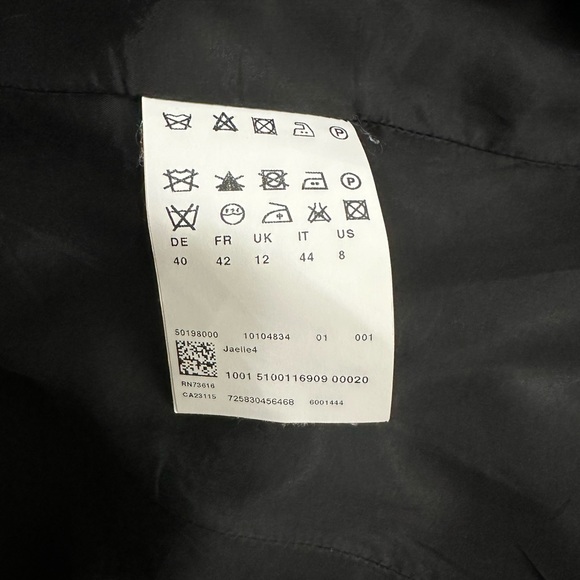 P
P
DE FR UK IT US
40 42 12 44 8
50198000 10104834 01 001
Jaelle4
1001 5100116909 00020
RN73616
CA23115 725830456468 6001444